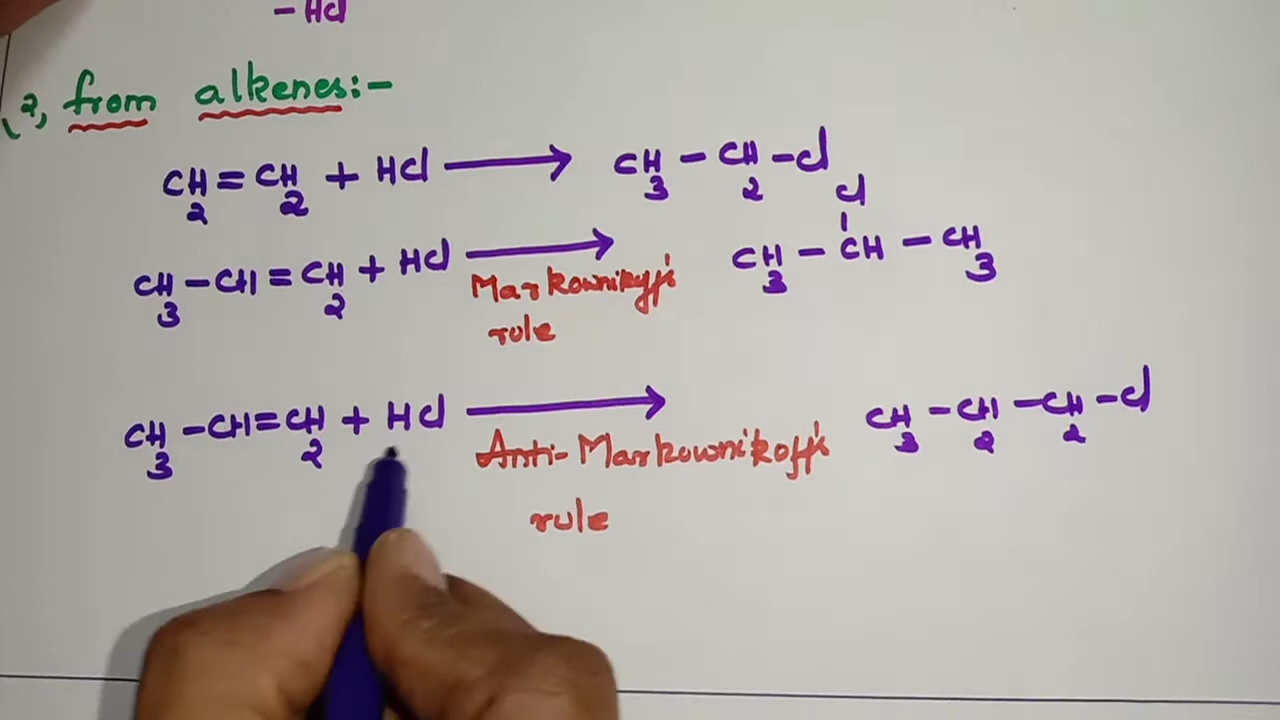 - HCl
(2, from alkenes:-
CH2 = CH2 + HCl ⟶ CH3 - CH2 - Cl
Cl
CH3 - CH = CH2 + HCl ⟶ CH3 - CH - CH3
Markownikoff's
rule
CH3 - CH = CH2 + HCl ⟶ CH3 - CH2 - CH2 - Cl
Anti-Markownikoff's
rule